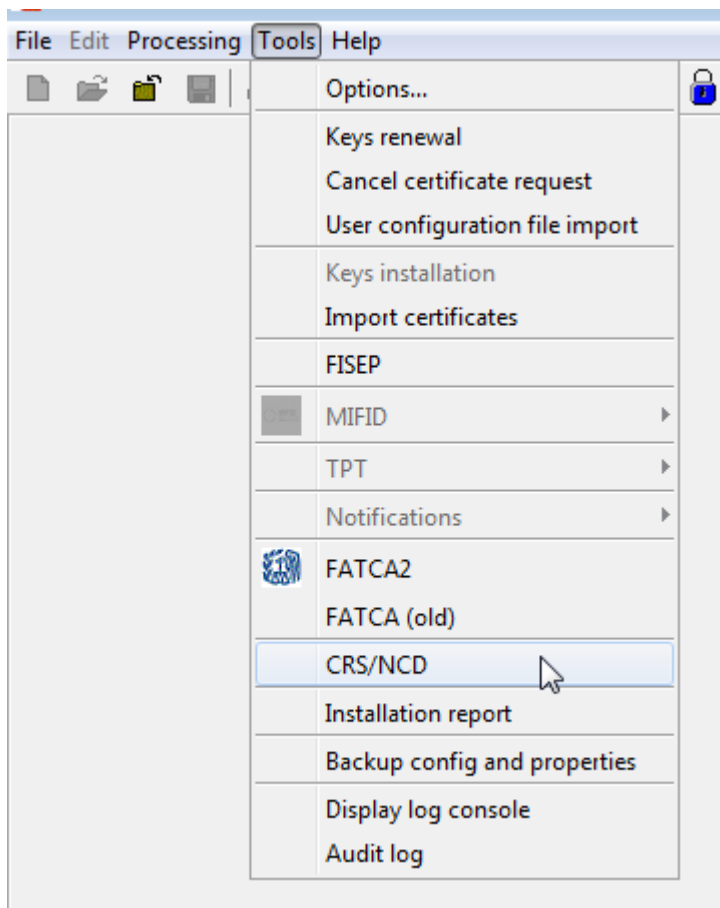 File Edit Processing Tools Help
Options...
Keys renewal
Cancel certificate request
User configuration file import
Keys installation
Import certificates
FISEP
MIFID
TPT
Notifications
FATCA2
FATCA (old)
CRS/NCD
Installation report
Backup config and properties
Display log console
Audit log